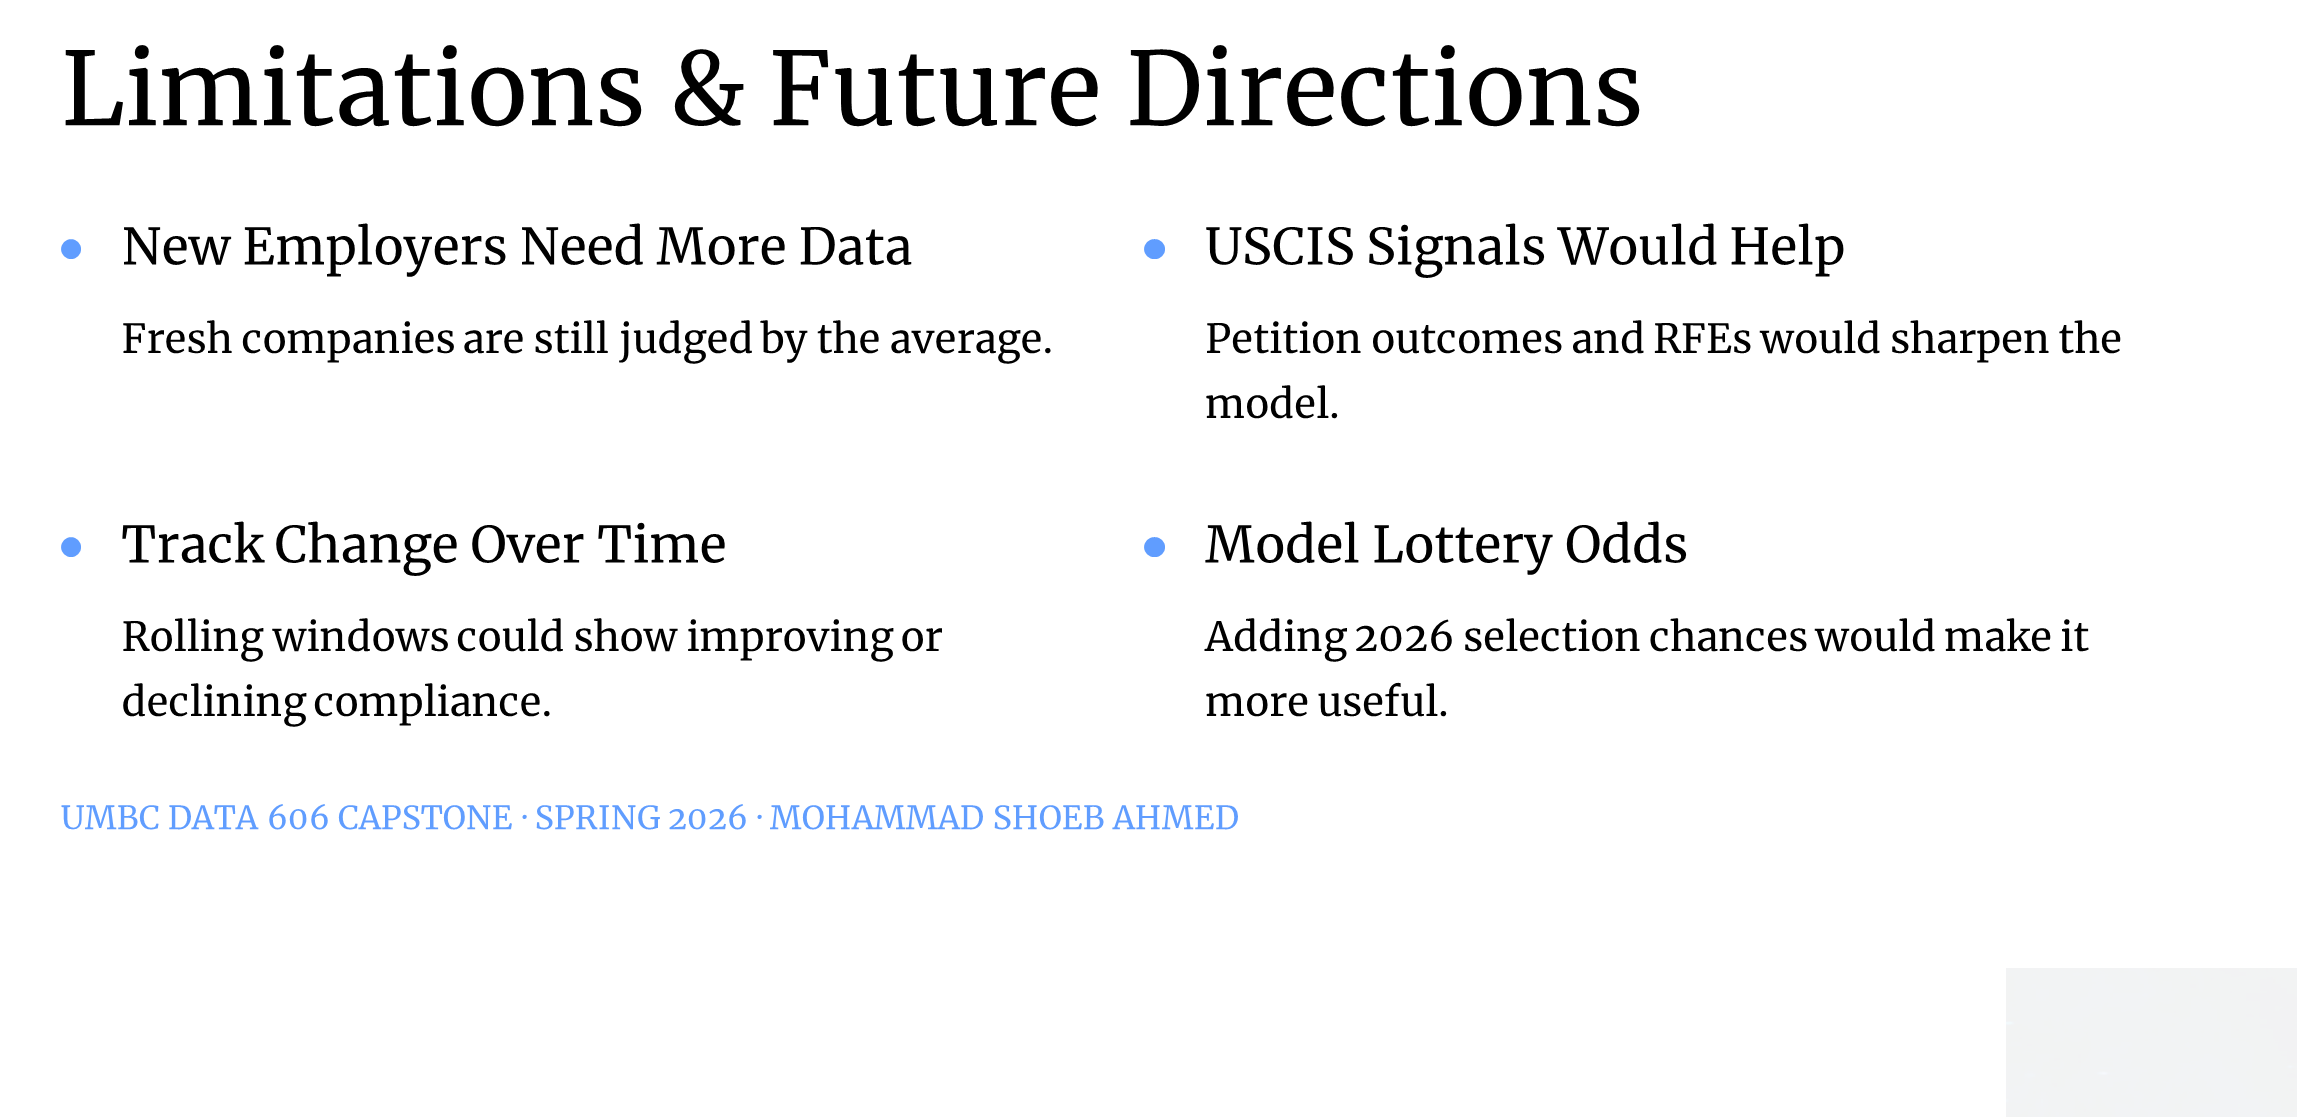 Limitations & Future Directions
New Employers Need More Data
Fresh companies are still judged by the average.
USCIS Signals Would Help
Petition outcomes and RFEs would sharpen the
model.
Track Change Over Time
Rolling windows could show improving or
declining compliance.
Model Lottery Odds
Adding 2026 selection chances would make it
more useful.
UMBC DATA 606 CAPSTONE · SPRING 2026 · MOHAMMAD SHOEB AHMED